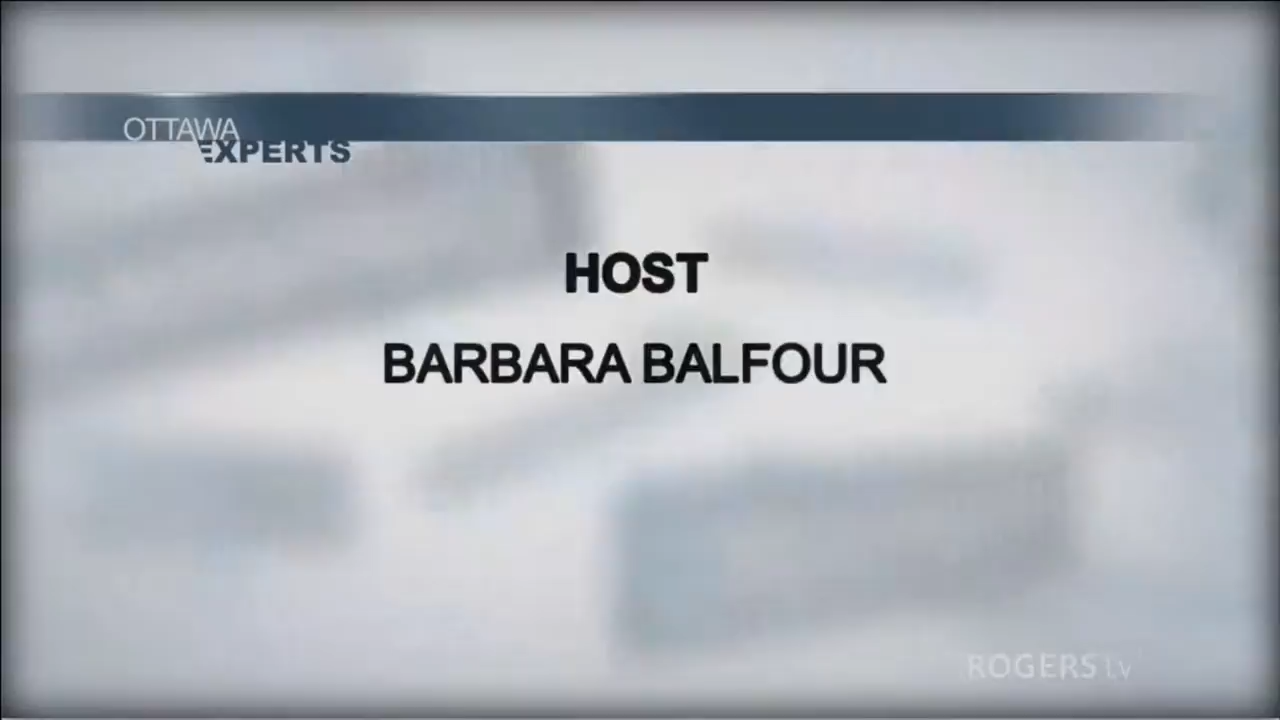 OTTAWA
EXPERTS
HOST
BARBARA BALFOUR
ROGERS tv